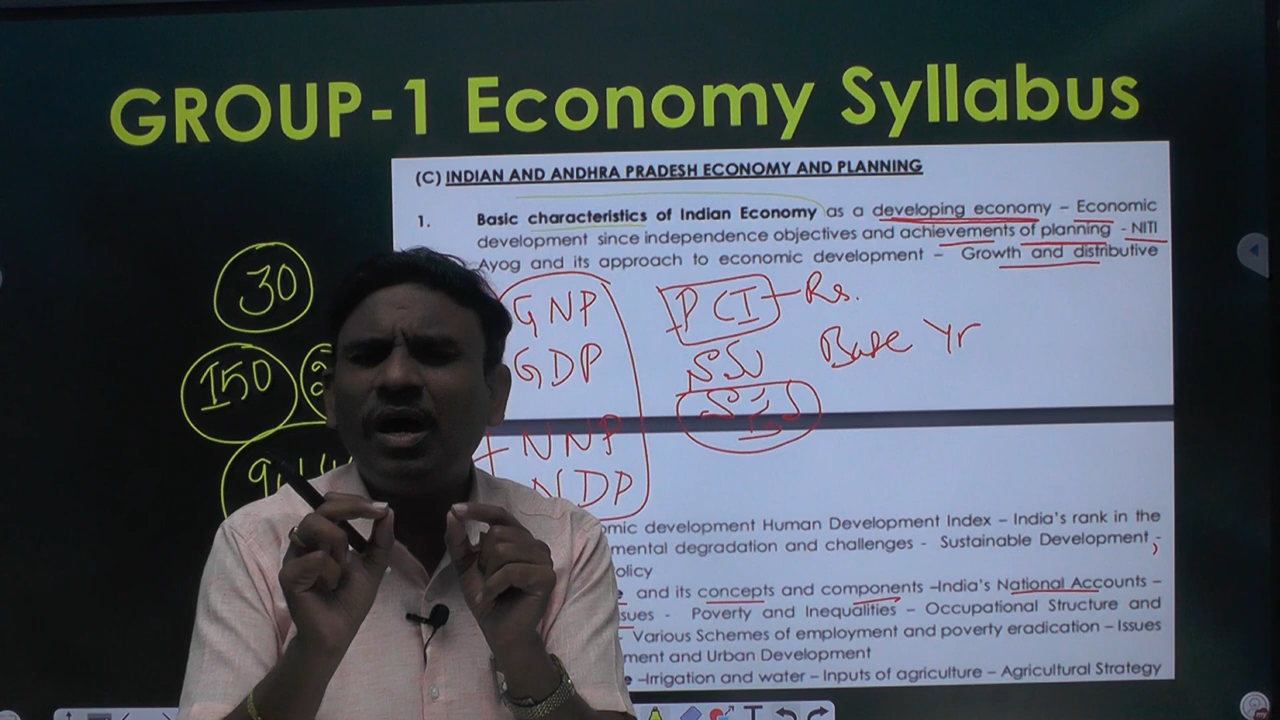 GROUP-1 Economy Syllabus
(C) INDIAN AND ANDHRA PRADESH ECONOMY AND PLANNING
1. Basic characteristics of Indian Economy as a developing economy – Economic
development since independence objectives and achievements of planning - NITI
Ayog and its approach to economic development – Growth and distributive
30
GNP PCI Rs.
GDP Base Yr
150
NNP
NDP
development Human Development Index – India's rank in the
degradation and challenges - Sustainable Development -
and its concepts and components –India's National Accounts –
- Poverty and Inequalities – Occupational Structure and
- Various Schemes of employment and poverty eradication – Issues
and Urban Development
–Irrigation and water – Inputs of agriculture – Agricultural Strategy